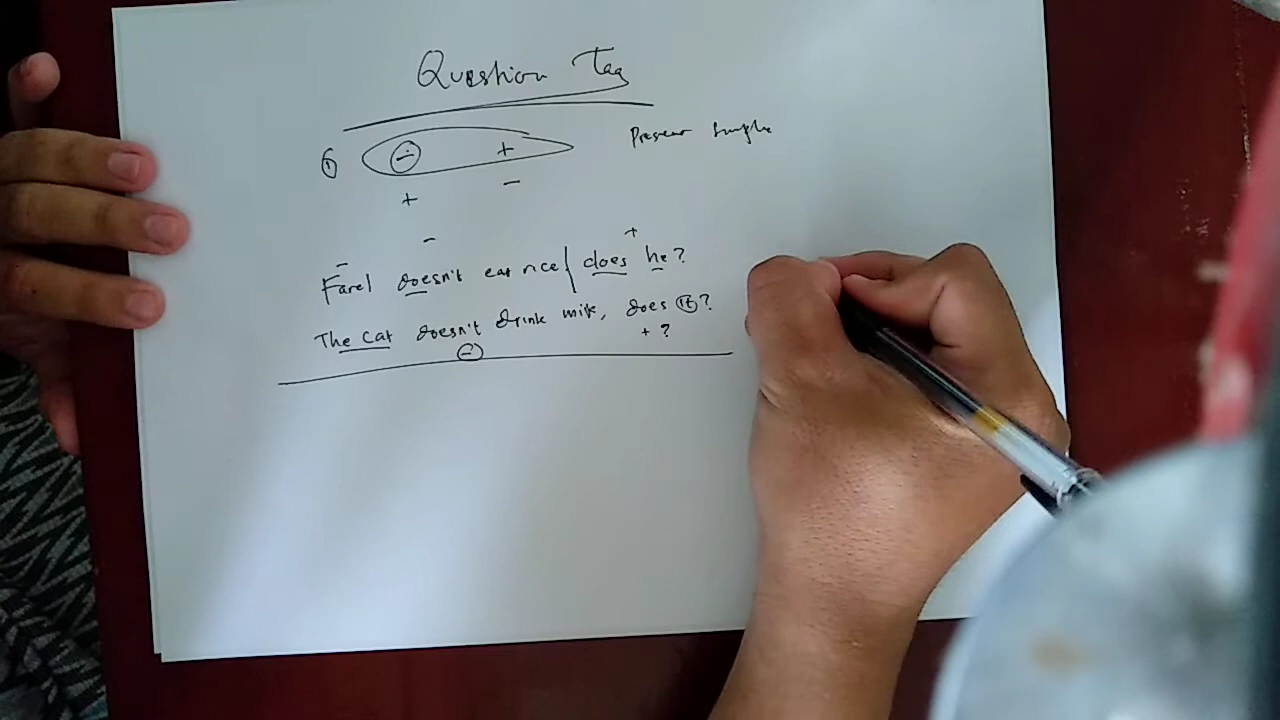 Question Tag
① - + Present Simple
+ -
- - +
Farel doesn't eat rice/ does he?
The Cat doesn't drink milk, does it?
- + ?